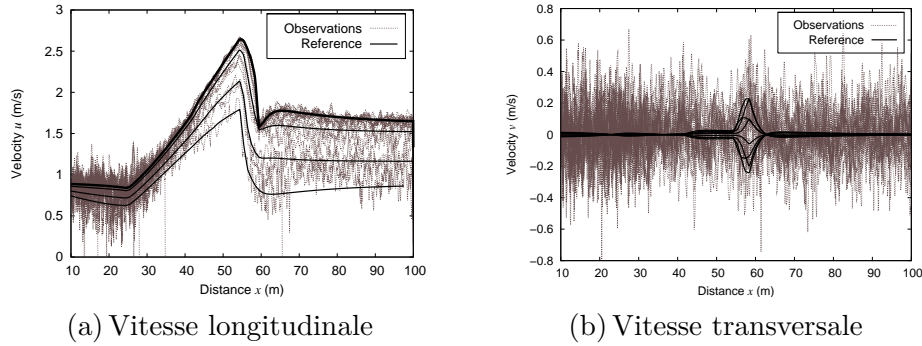 Velocity u (m/s)
3
2.5
2
1.5
1
0.5
0
Observations
Reference
10 20 30 40 50 60 70 80 90 100
Distance x (m)
(a) Vitesse longitudinale
Velocity v (m/s)
0.8
0.6
0.4
0.2
0
−0.2
−0.4
−0.6
−0.8
Observations
Reference
10 20 30 40 50 60 70 80 90 100
Distance x (m)
(b) Vitesse transversale